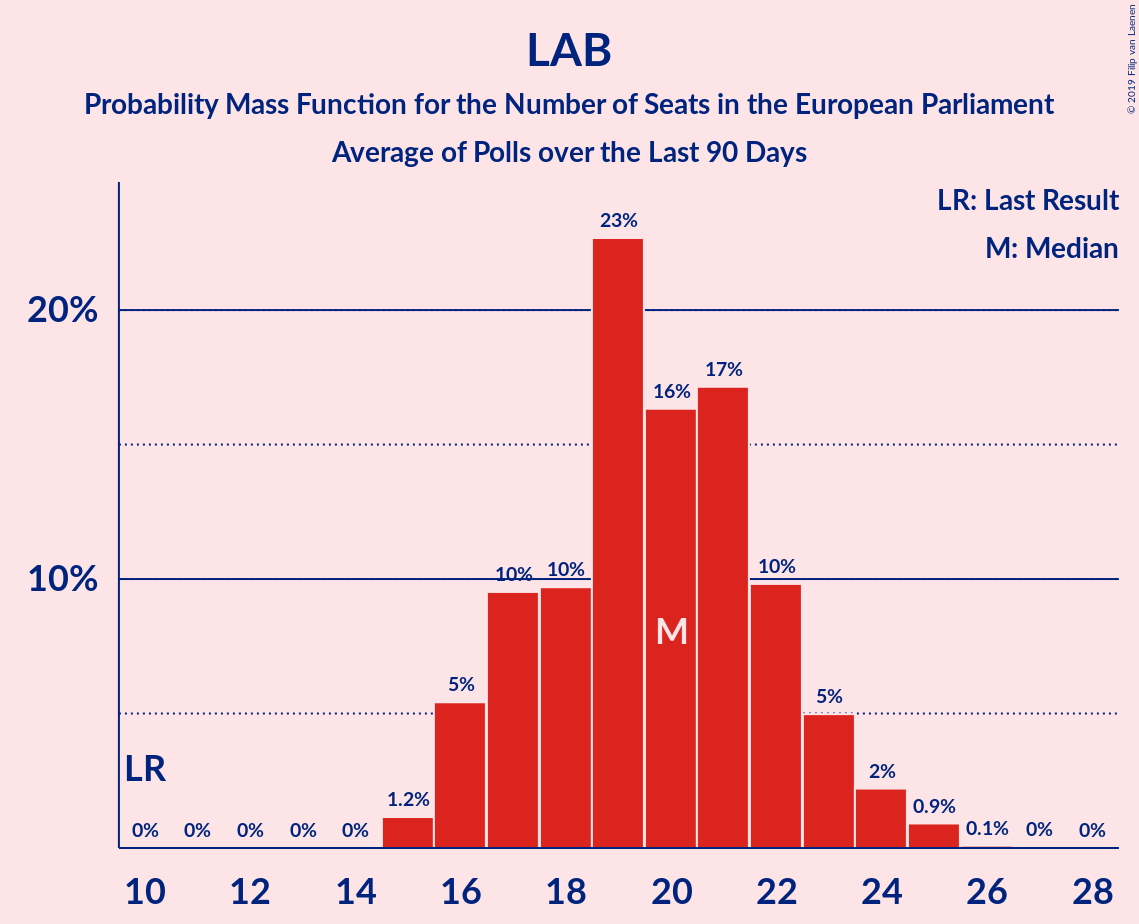 LAB
Probability Mass Function for the Number of Seats in the European Parliament
Average of Polls over the Last 90 Days
© 2019 Filip van Laenen
LR: Last Result
M: Median
20%
10%
23%
16%
17%
10%
10%
10%
M
5%
5%
LR
2%
1.2%
0.9%
0%
0%
0%
0%
0%
0.1%
0%
0%
10 12 14 16 18 20 22 24 26 28